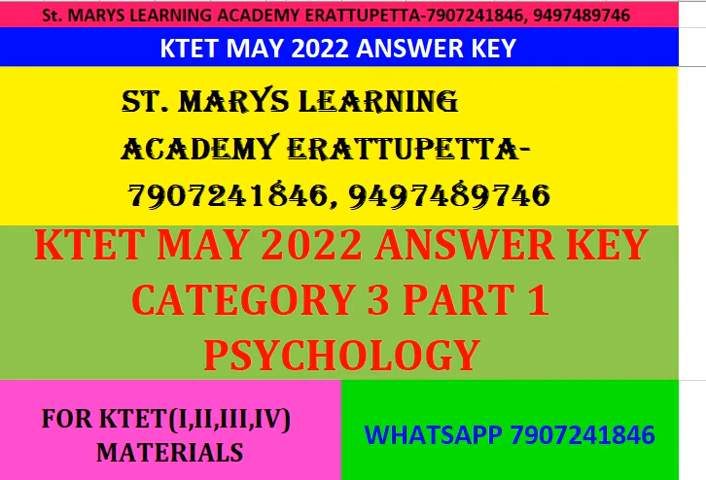 St. MARYS LEARNING ACADEMY ERATTUPETTA-7907241846, 9497489746
KTET MAY 2022 ANSWER KEY
ST. MARYS LEARNING
ACADEMY ERATTUPETTA-
7907241846, 9497489746
KTET MAY 2022 ANSWER KEY
CATEGORY 3 PART 1
PSYCHOLOGY
FOR KTET(I,II,III,IV)
MATERIALS
WHATSAPP 7907241846